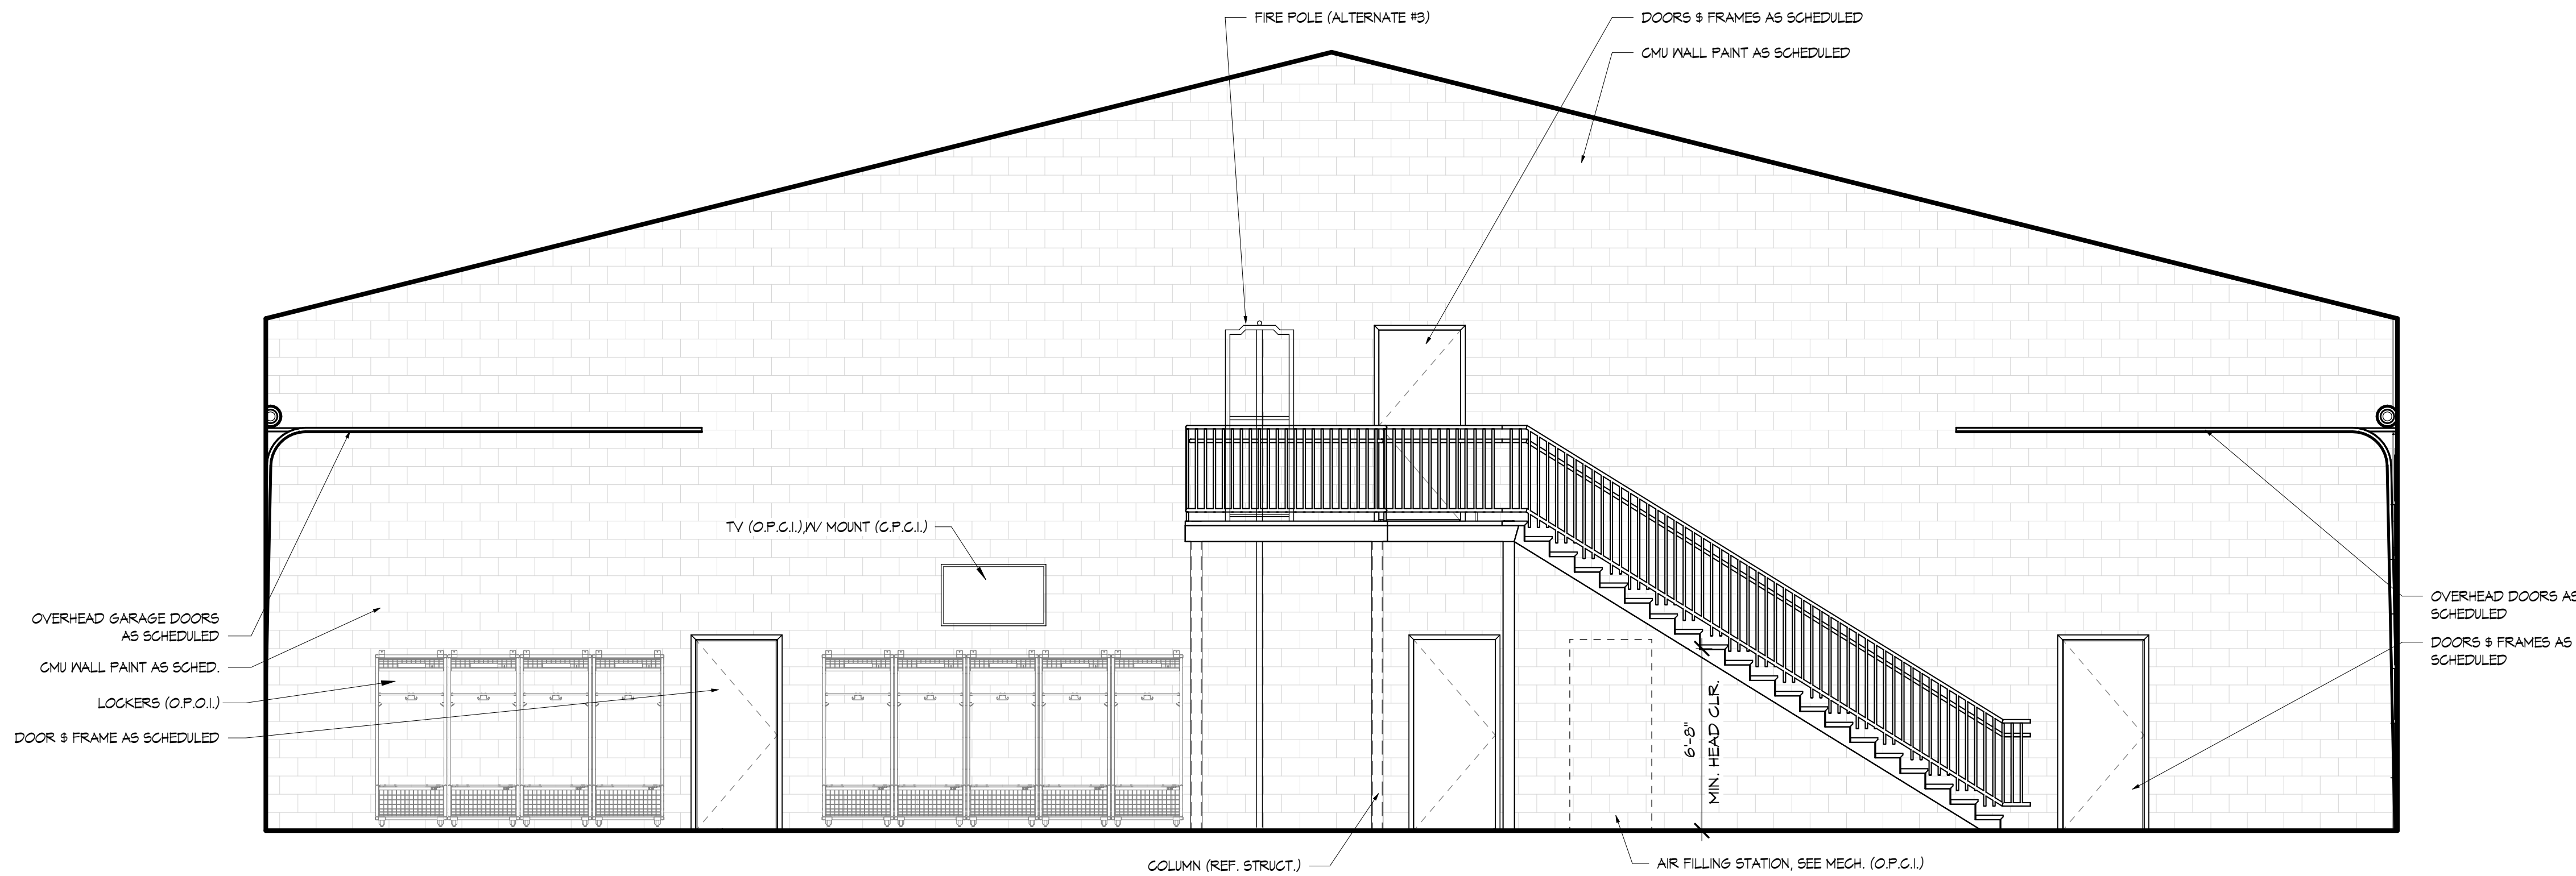 FIRE POLE (ALTERNATE #3)
DOORS $ FRAMES AS SCHEDULED
CMU WALL PAINT AS SCHEDULED
TV (O.P.C.I.),W/ MOUNT (C.P.C.I.)
OVERHEAD GARAGE DOORS
AS SCHEDULED
CMU WALL PAINT AS SCHED.
LOCKERS (O.P.O.I.)
DOOR $ FRAME AS SCHEDULED
6'-8"
MIN. HEAD CLR.
OVERHEAD DOORS AS
SCHEDULED
DOORS $ FRAMES AS
SCHEDULED
COLUMN (REF. STRUCT.)
AIR FILLING STATION, SEE MECH. (O.P.C.I.)